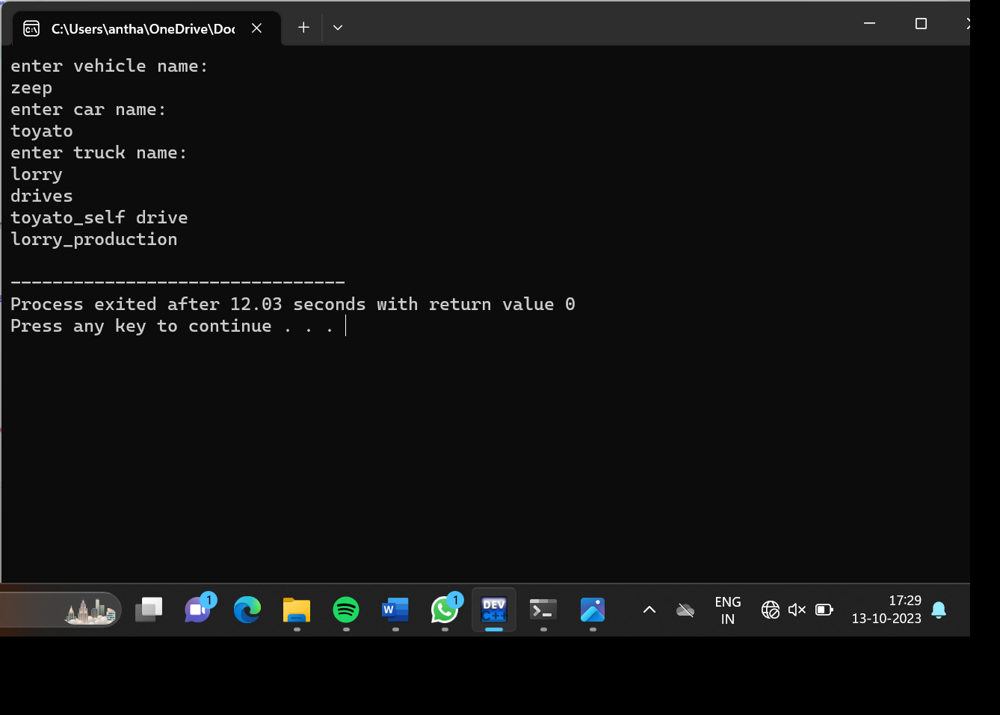 C:\Users\antha\OneDrive\Doc
enter vehicle name:
zeep
enter car name:
toyato
enter truck name:
lorry
drives
toyato_self drive
lorry_production
--------------------------------
Process exited after 12.03 seconds with return value 0
Press any key to continue . . .
1
W
1
DEV
C++
ENG
IN
17:29
13-10-2023